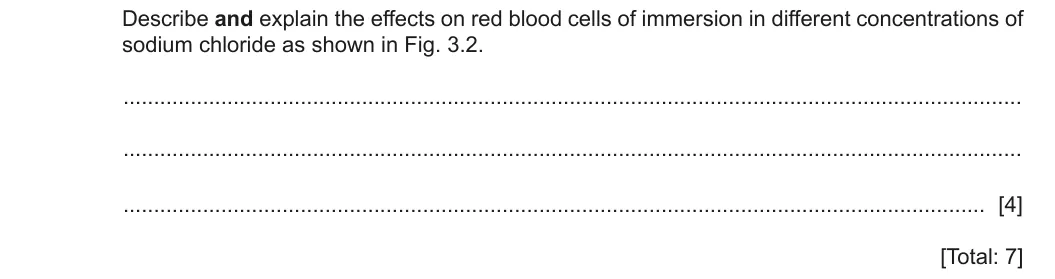 Describe and explain the effects on red blood cells of immersion in different concentrations of
sodium chloride as shown in Fig. 3.2.
..........................................................................................................................................................
..........................................................................................................................................................
.................................................................................................................................................... [4]
[Total: 7]